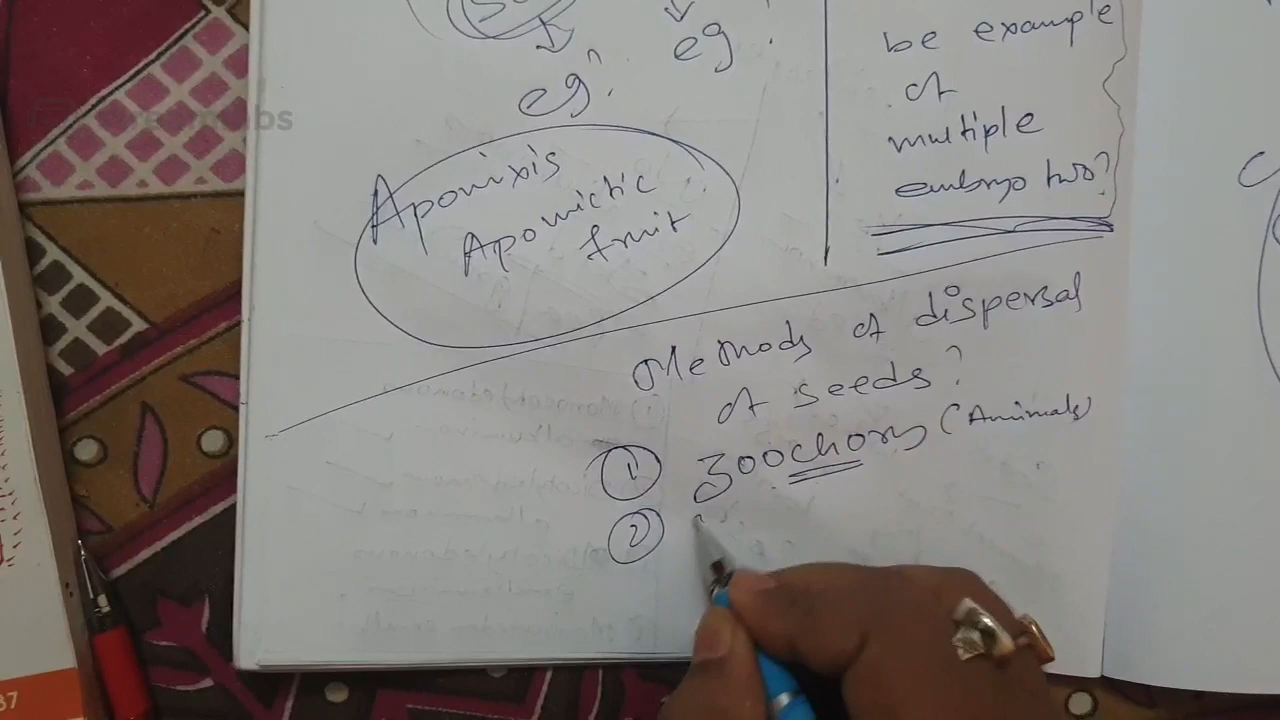 eg.
eg.
be example
of
multiple
embryo two?
Apomixis
Apomictic
fruit
Methods of dispersal
of seeds?
① Zoochory (Animals)
②
37